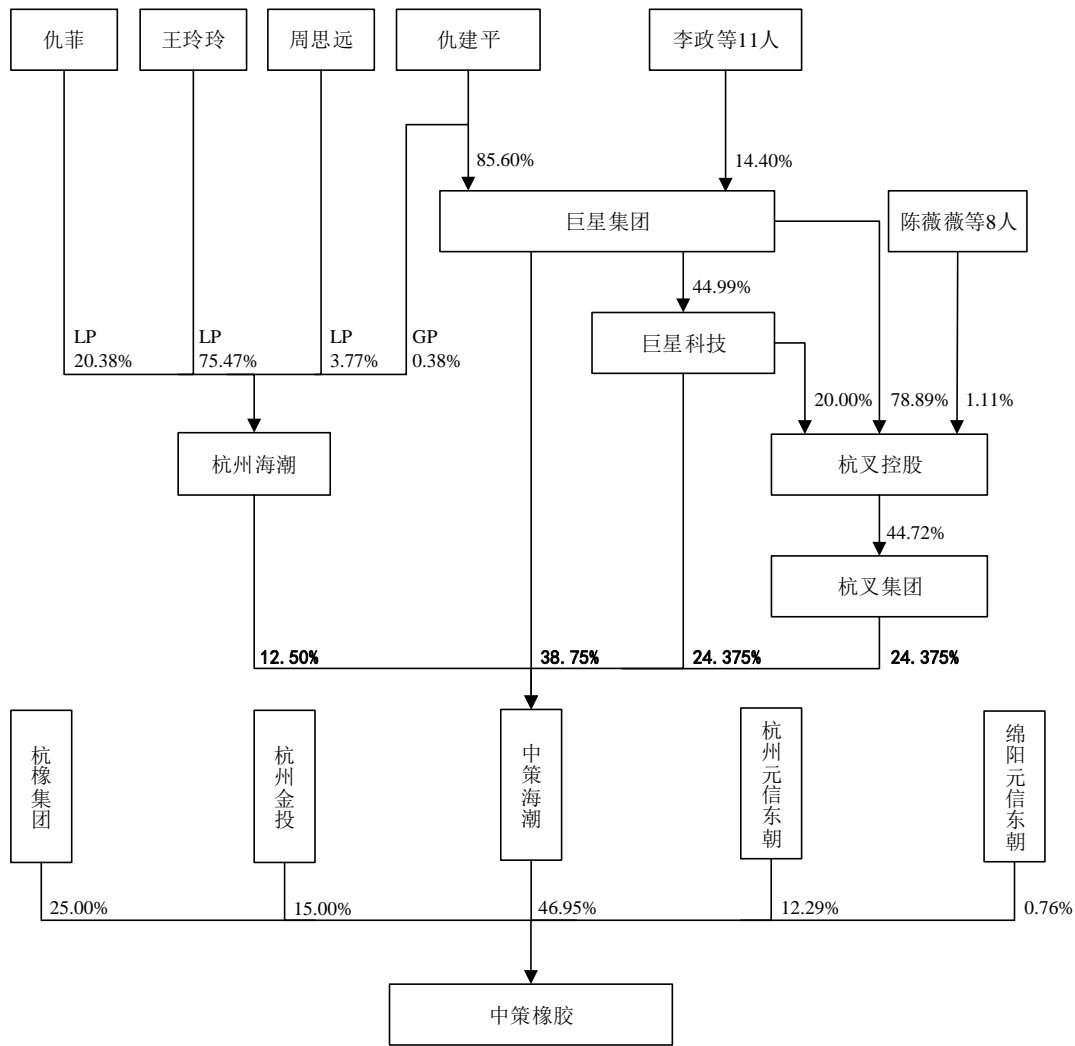 仇菲
王玲玲
周思远
仇建平
李政等11人
85.60%
14.40%
巨星集团
陈薇薇等8人
44.99%
巨星科技
LP
20.38%
LP
75.47%
LP
3.77%
GP
0.38%
20.00%
78.89%
1.11%
杭州海潮
杭叉控股
44.72%
杭叉集团
12.50%
38.75%
24.375%
24.375%
杭橡集团
杭州金投
中策海潮
杭州元信东朝
绵阳元信东朝
25.00%
15.00%
46.95%
12.29%
0.76%
中策橡胶